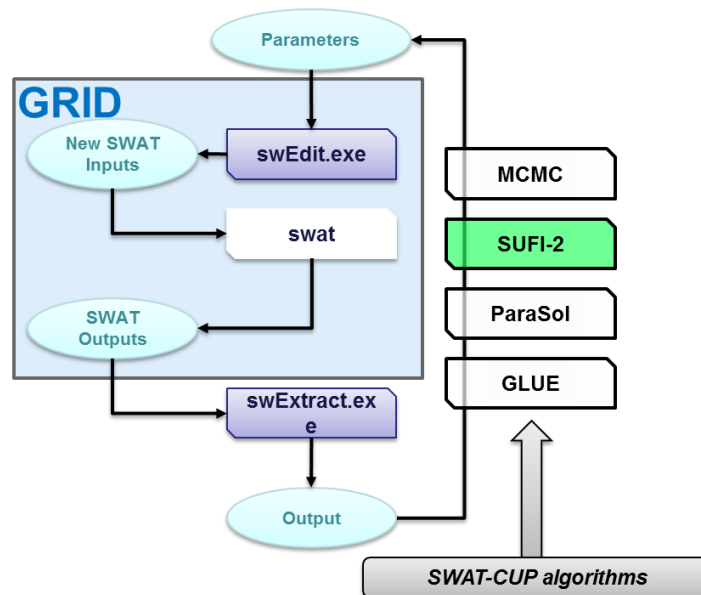 Parameters
GRID
New SWAT
Inputs
swEdit.exe
swat
SWAT
Outputs
swExtract.ex
e
Output
MCMC
SUFI-2
ParaSol
GLUE
SWAT-CUP algorithms